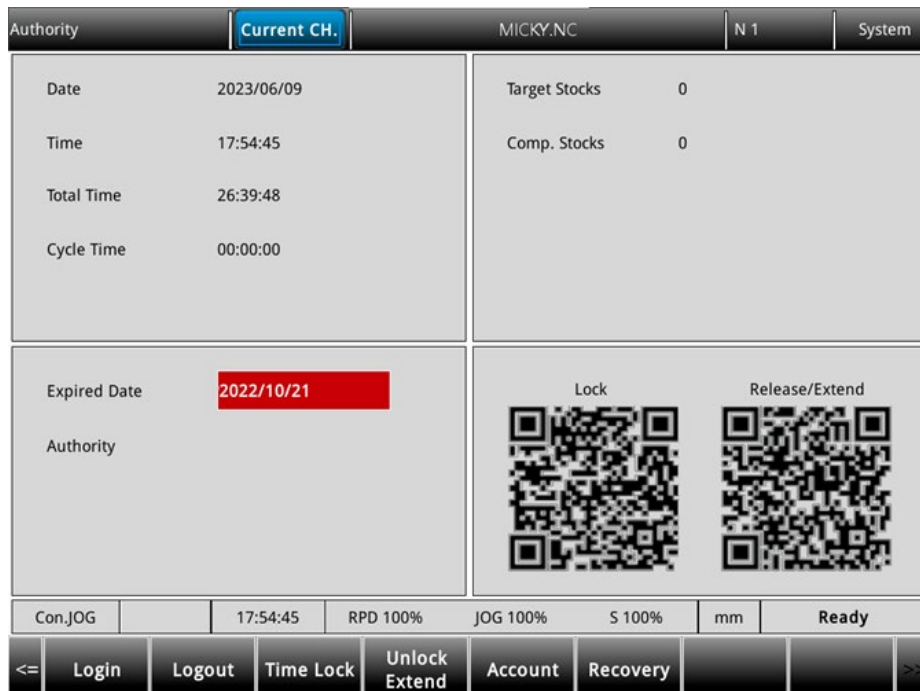 Authority Current CH. MICKY.NC N 1 System
Date 2023/06/09
Time 17:54:45
Total Time 26:39:48
Cycle Time 00:00:00
Target Stocks 0
Comp. Stocks 0
Expired Date 2022/10/21
Authority
Lock Release/Extend
Con.JOG 17:54:45 RPD 100% JOG 100% S 100% mm Ready
<= Login Logout Time Lock Unlock Extend Account Recovery >>